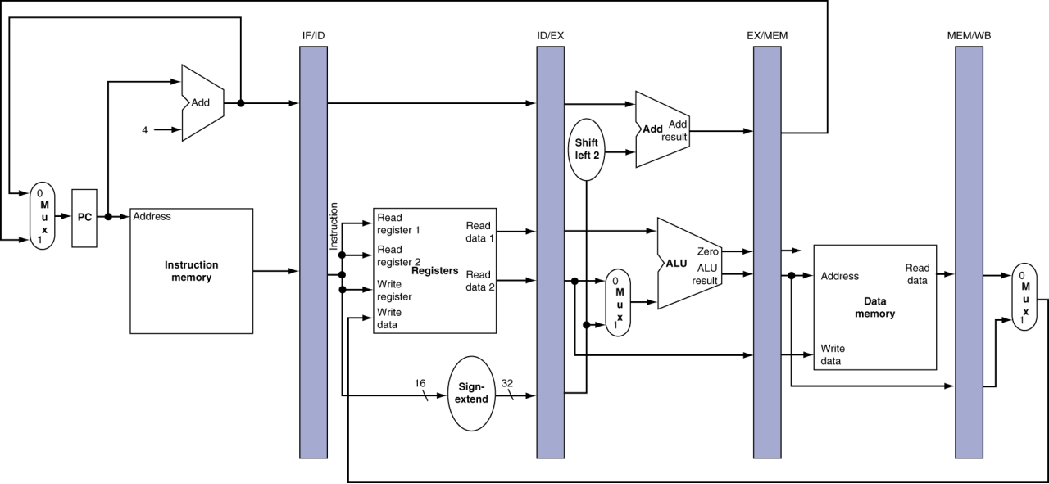 IF/ID
ID/EX
EX/MEM
MEM/WB
Add
4
Shift
left 2
Add
Add
result
0
M
u
x
1
PC
Address
Instruction
memory
Instruction
Read
register 1
Read
register 2
Write
register
Write
data
Registers
Read
data 1
Read
data 2
0
M
u
x
1
Zero
ALU
ALU
result
Address
Read
data
Data
memory
Write
data
0
M
u
x
1
16
Sign-
extend
32